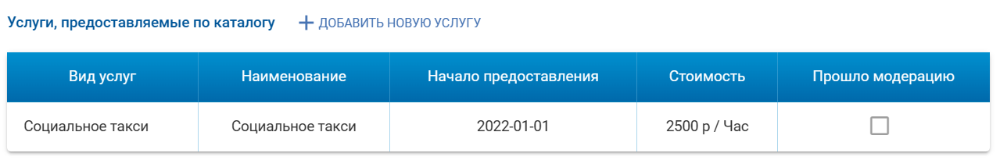 Услуги, предоставляемые по каталогу + ДОБАВИТЬ НОВУЮ УСЛУГУ
Вид услуг Наименование Начало предоставления Стоимость Прошло модерацию
Социальное такси Социальное такси 2022-01-01 2500 р / Час